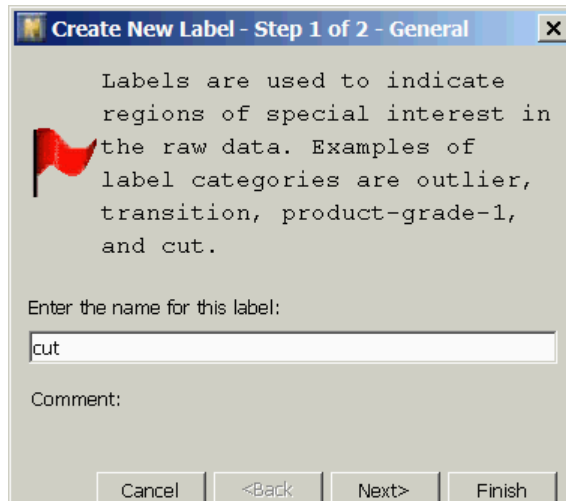 Create New Label - Step 1 of 2 - General
Labels are used to indicate
regions of special interest in
the raw data. Examples of
label categories are outlier,
transition, product-grade-1,
and cut.
Enter the name for this label:
cut
Comment:
Cancel <Back Next> Finish